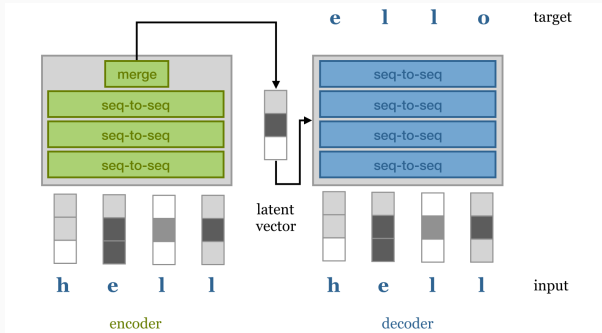 e l l o target
merge
seq-to-seq
seq-to-seq
seq-to-seq
seq-to-seq
seq-to-seq
seq-to-seq
seq-to-seq
latent
vector
h e l l
h e l l input
encoder
decoder